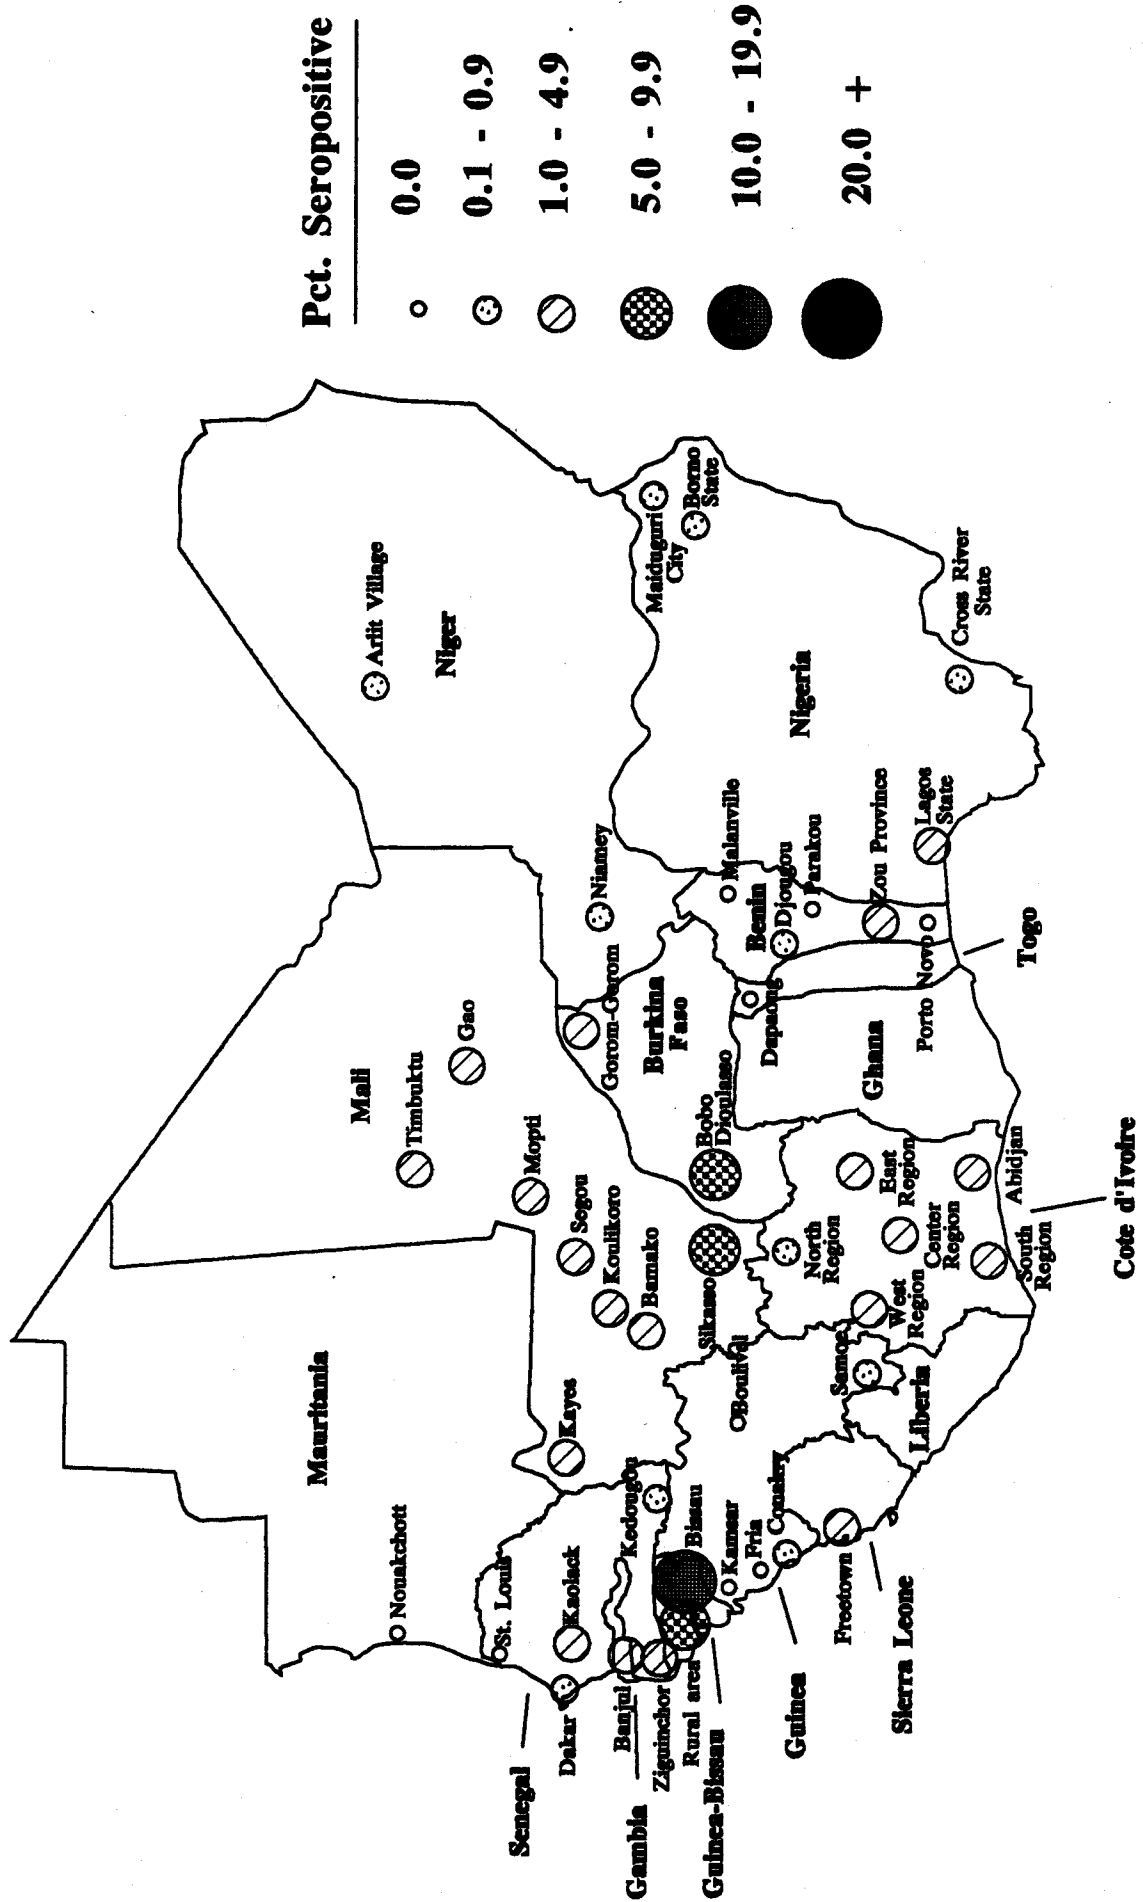 Pct. Seropositive
0.0
0.1 - 0.9
1.0 - 4.9
5.0 - 9.9
10.0 - 19.9
20.0 +
Mauritania
Nouakchott
Mali
Timbuktu
Gao
Mopti
Segou
Koulikoro
Bamako
Kayes
Sikasso
Niger
Arlit Village
Niamey
Senegal
St. Louis
Dakar
Kaolack
Kedougou
Ziguinchor
Gambia
Banjul
Guinea-Bissau
Rural area
Bissau
Guinea
Kamsar
Fria
Conakry
Boulivel
Samoe
Sierra Leone
Freetown
Liberia
Cote d'Ivoire
North
Region
West
Region
Center
Region
East
Region
South
Region
Abidjan
Burkina
Faso
Gorom-Gorom
Bobo
Dioulasso
Ghana
Togo
Dapaong
Benin
Malanville
Djougou
Parakou
Zou Province
Porto Novo
Nigeria
Lagos
State
Maiduguri
City
Borno
State
Cross River
State